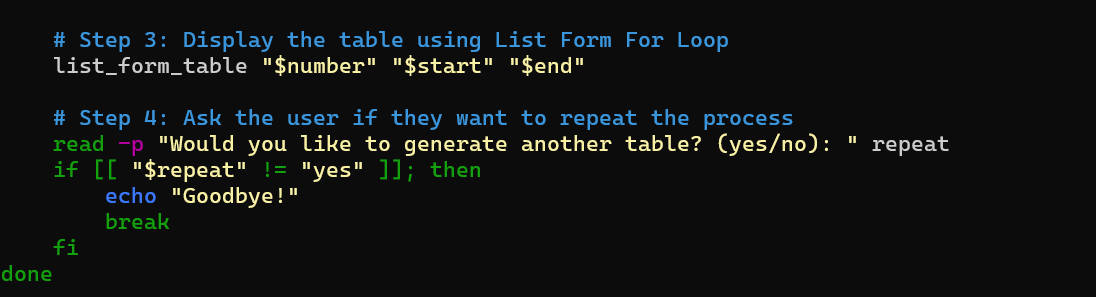 # Step 3: Display the table using List Form For Loop
    list_form_table "$number" "$start" "$end"

    # Step 4: Ask the user if they want to repeat the process
    read -p "Would you like to generate another table? (yes/no): " repeat
    if [[ "$repeat" != "yes" ]]; then
        echo "Goodbye!"
        break
    fi
done